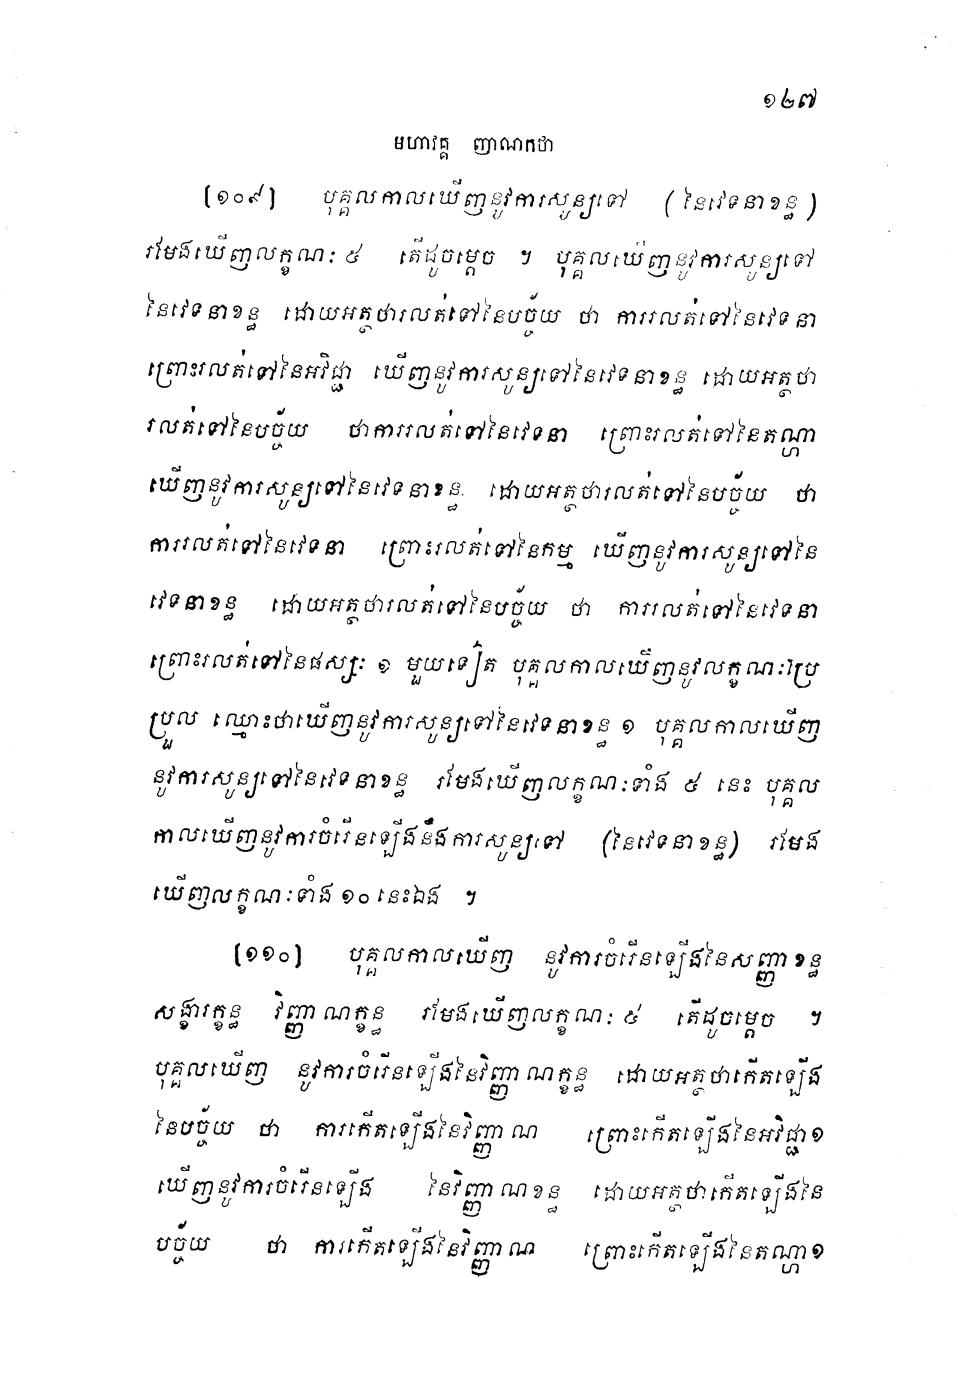 ១២៧
មហាវគ្គ ញាណកថា
[១០៩] បុគ្គលកាលឃើញនូវការសូន្យទៅ (នៃវេទនាខន្ធ)
រមែងឃើញលក្ខណៈ ៥ តើដូចម្តេច ។ បុគ្គលឃើញនូវការសូន្យទៅ
នៃវេទនាខន្ធ ដោយអត្ថថារលត់ទៅនៃបច្ច័យ ថា ការរលត់ទៅនៃវេទនា
ព្រោះរលត់ទៅនៃអវិជ្ជា ឃើញនូវការសូន្យទៅនៃវេទនាខន្ធ ដោយអត្ថថា
រលត់ទៅនៃបច្ច័យ ថាការរលត់ទៅនៃវេទនា ព្រោះរលត់ទៅនៃតណ្ហា
ឃើញនូវការសូន្យទៅនៃវេទនាខន្ធ ដោយអត្ថថារលត់ទៅនៃបច្ច័យ ថា
ការរលត់ទៅនៃវេទនា ព្រោះរលត់ទៅនៃកម្ម ឃើញនូវការសូន្យទៅនៃ
វេទនាខន្ធ ដោយអត្ថថារលត់ទៅនៃបច្ច័យ ថា ការរលត់ទៅនៃវេទនា
ព្រោះរលត់ទៅនៃផស្សៈ ១ មួយទៀត បុគ្គលកាលឃើញនូវលក្ខណៈប្រែ
ប្រួល ឈ្មោះថាឃើញនូវការសូន្យទៅនៃវេទនាខន្ធ ១ បុគ្គលកាលឃើញ
នូវការសូន្យទៅនៃវេទនាខន្ធ រមែងឃើញលក្ខណៈទាំង ៥ នេះ បុគ្គល
កាលឃើញនូវការចំរើនឡើងនឹងការសូន្យទៅ (នៃវេទនាខន្ធ) រមែង
ឃើញលក្ខណៈទាំង ១០ នេះឯង ។
[១១០] បុគ្គលកាលឃើញ នូវការចំរើនឡើងនៃសញ្ញាខន្ធ
សង្ខារក្ខន្ធ វិញ្ញាណក្ខន្ធ រមែងឃើញលក្ខណៈ ៥ តើដូចម្តេច ។
បុគ្គលឃើញ នូវការចំរើនឡើងនៃវិញ្ញាណក្ខន្ធ ដោយអត្ថថាកើតឡើង
នៃបច្ច័យ ថា ការកើតឡើងនៃវិញ្ញាណ ព្រោះកើតឡើងនៃអវិជ្ជា១
ឃើញនូវការចំរើនឡើង នៃវិញ្ញាណខន្ធ ដោយអត្ថថាកើតឡើងនៃ
បច្ច័យ ថា ការកើតឡើងនៃវិញ្ញាណ ព្រោះកើតឡើងនៃតណ្ហា១